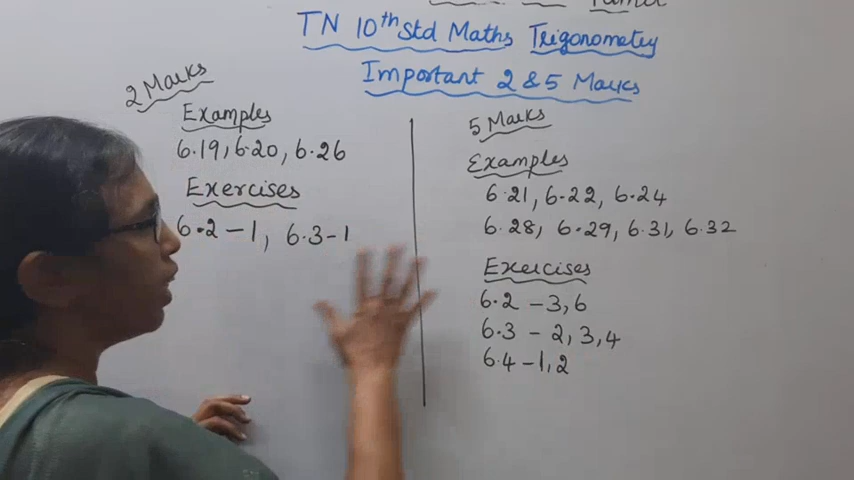 Tamil
TN 10th Std Maths Trigonometry
Important 2 & 5 Marks
2 Marks
Examples
6.19, 6.20, 6.26
Exercises
6.2 - 1, 6.3 - 1
5 Marks
Examples
6.21, 6.22, 6.24
6.28, 6.29, 6.31, 6.32
Exercises
6.2 - 3, 6
6.3 - 2, 3, 4
6.4 - 1, 2